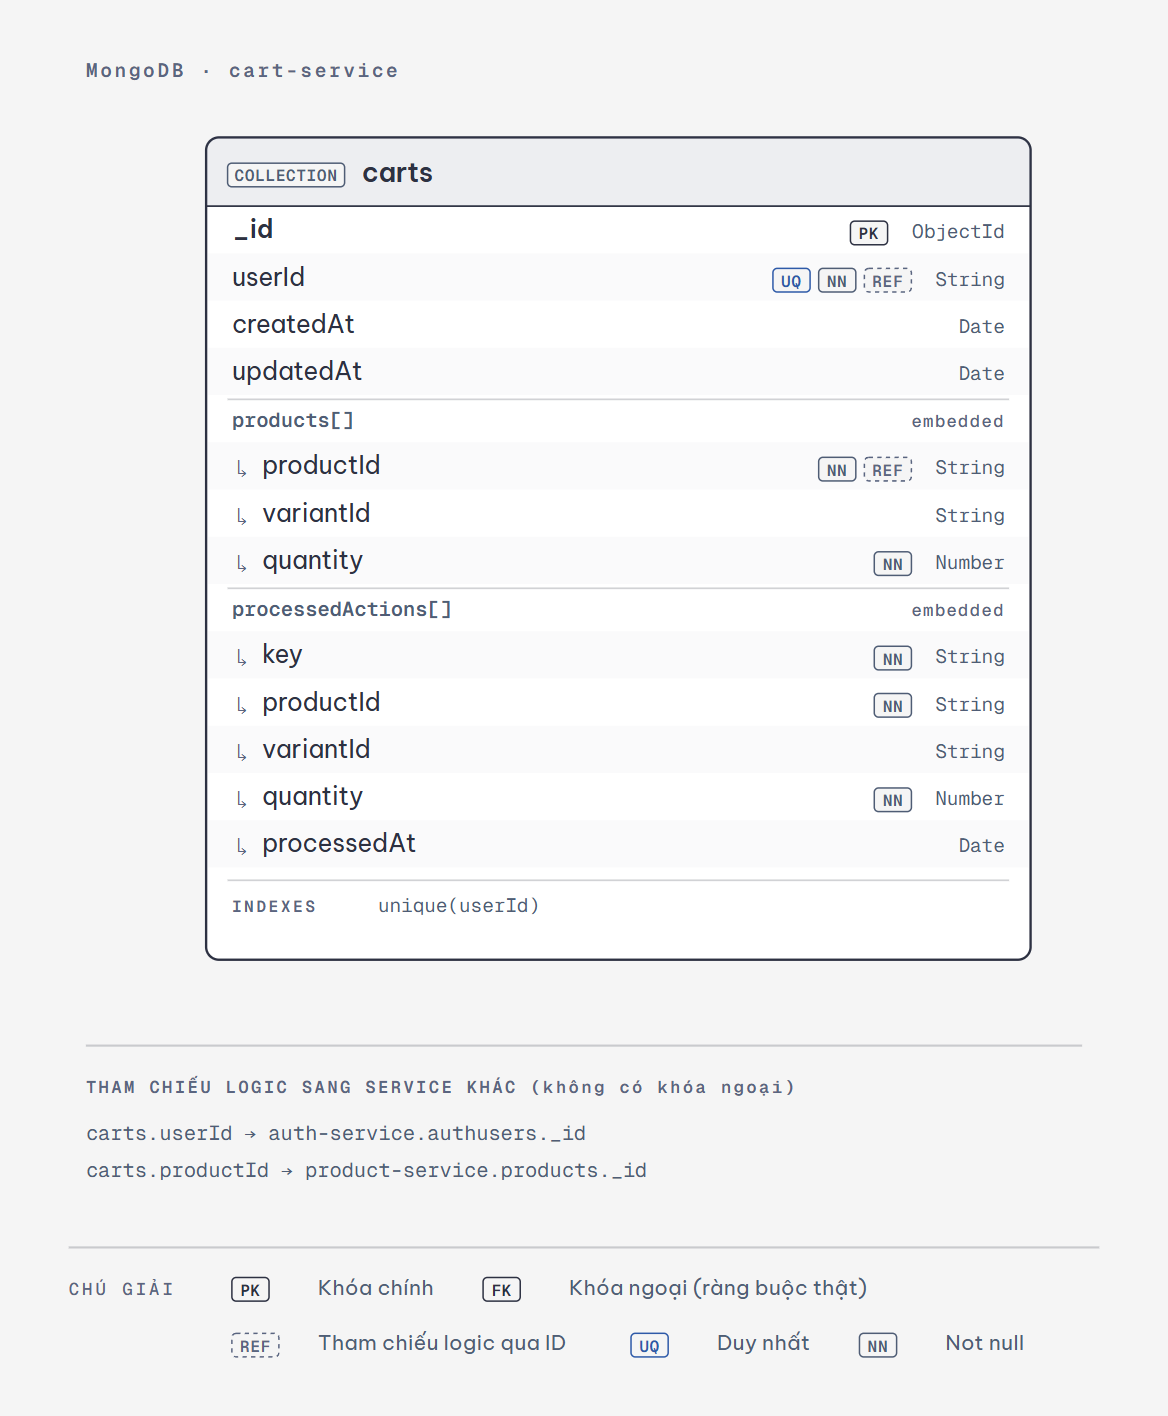 MongoDB · cart-service
COLLECTION carts
_id PK ObjectId
userId UQ NN REF String
createdAt Date
updatedAt Date
products[] embedded
↳ productId NN REF String
↳ variantId String
↳ quantity NN Number
processedActions[] embedded
↳ key NN String
↳ productId NN String
↳ variantId String
↳ quantity NN Number
↳ processedAt Date
INDEXES unique(userId)
THAM CHIẾU LOGIC SANG SERVICE KHÁC (không có khóa ngoại)
carts.userId → auth-service.authusers._id
carts.productId → product-service.products._id
CHÚ GIẢI PK Khóa chính FK Khóa ngoại (ràng buộc thật)
REF Tham chiếu logic qua ID UQ Duy nhất NN Not null